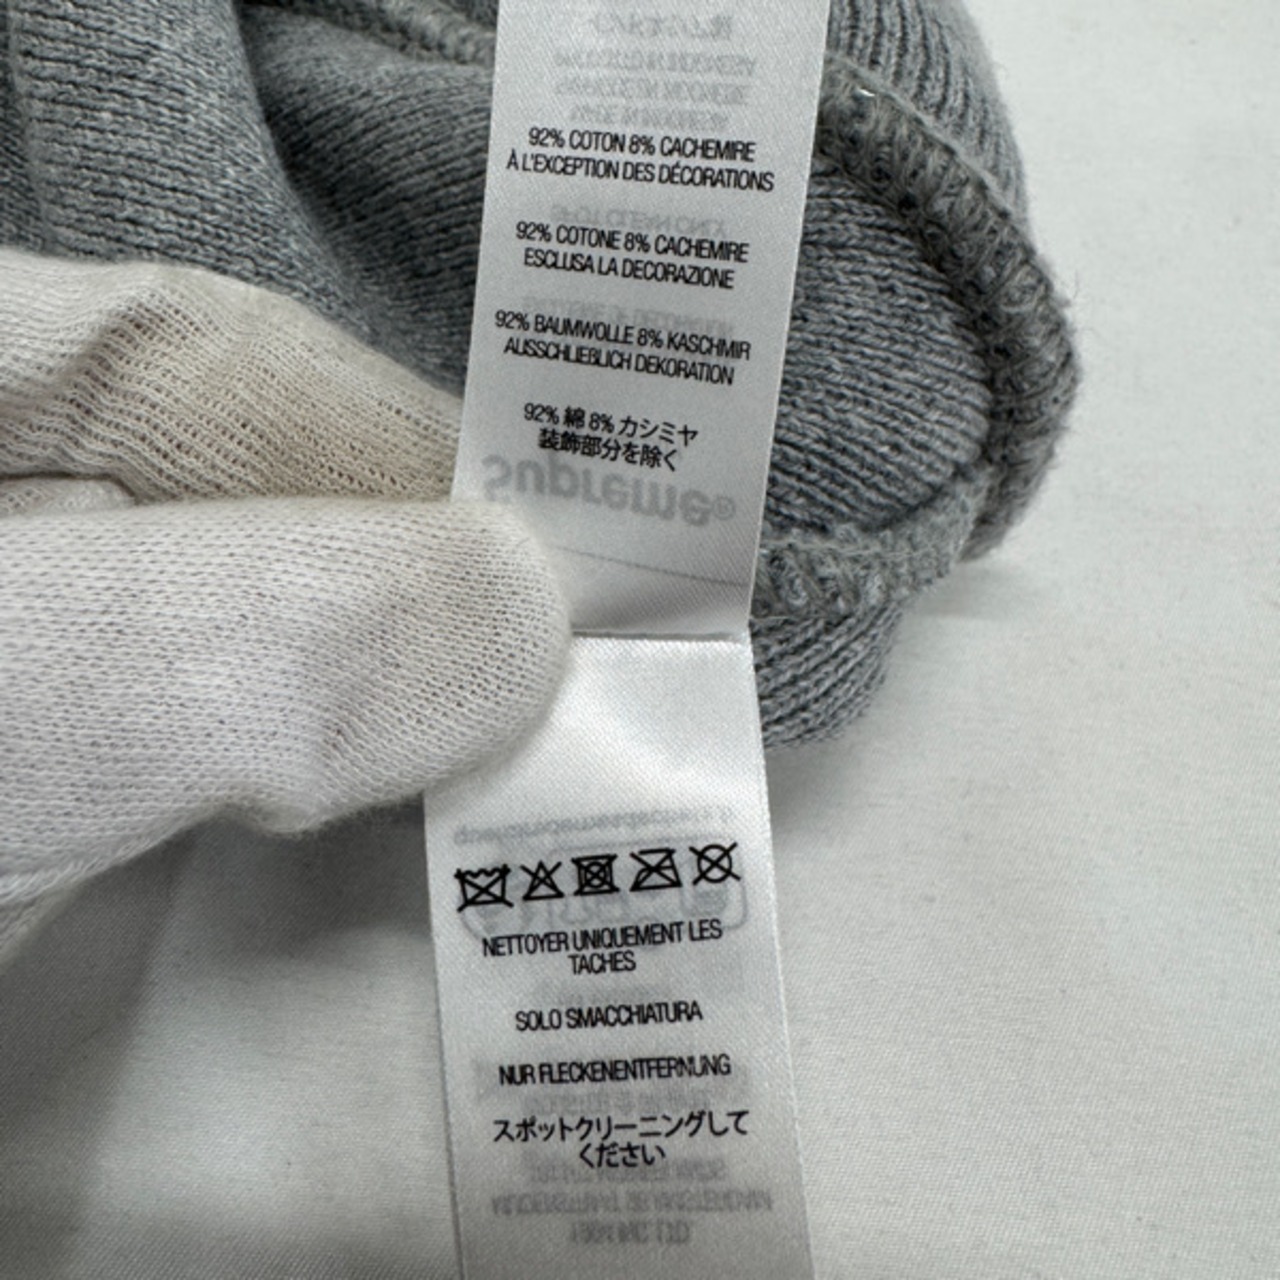 92% COTON 8% CACHEMIRE
À L'EXCEPTION DES DÉCORATIONS
92% COTONE 8% CACHEMIRE
ESCLUSA LA DECORAZIONE
92% BAUMWOLLE 8% KASCHMIR
AUSSCHLIEßLICH DEKORATION
92% 綿 8% カシミヤ
装飾部分を除く
Supreme®
NETTOYER UNIQUEMENT LES
TACHES
SOLO SMACCHIATURA
NUR FLECKENENTFERNUNG
スポットクリーニングして
ください